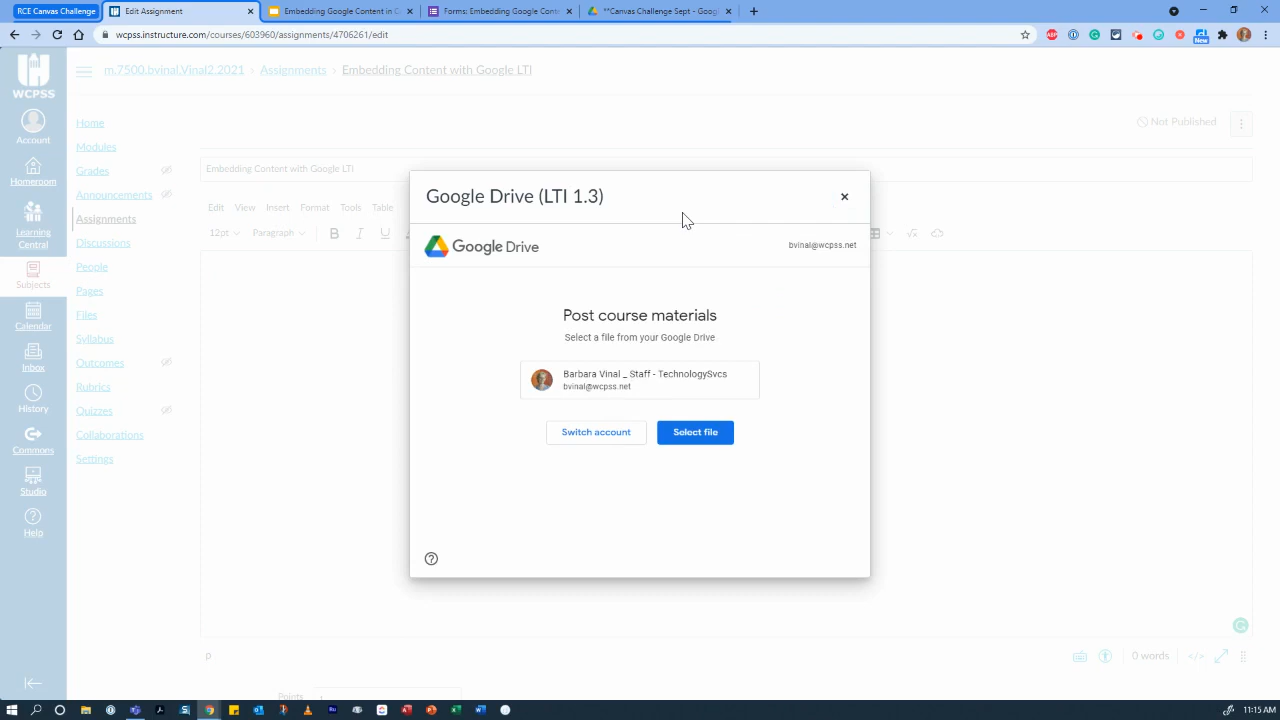 RCE Canvas Challenge
Edit Assignment
Google Content Embedding in C
Forms: Embedding Content with
**Canvas Challenge Sept - Googl
wcpss.instructure.com/courses/603960/assignments/4706261/edit
New
WCPSS
m.7500.bvinal.Vinal2.2021 > Assignments > Embedding Content with Google LTI
Not Published
Account
Homeroom
Learning
Central
Subjects
Calendar
Inbox
History
Commons
Studio
Help
Home
Modules
Grades
Announcements
Assignments
Discussions
People
Pages
Files
Syllabus
Outcomes
Rubrics
Quizzes
Collaborations
Settings
Embedding Content with Google LTI
Edit View Insert Format Tools Table
12pt Paragraph B I U
Google Drive (LTI 1.3)
Google Drive
bvinal@wcpss.net
Post course materials
Select a file from your Google Drive
Barbara Vinal _ Staff - TechnologySvcs
bvinal@wcpss.net
Switch account
Select file
p
0 words
</>
Points
11:15 AM